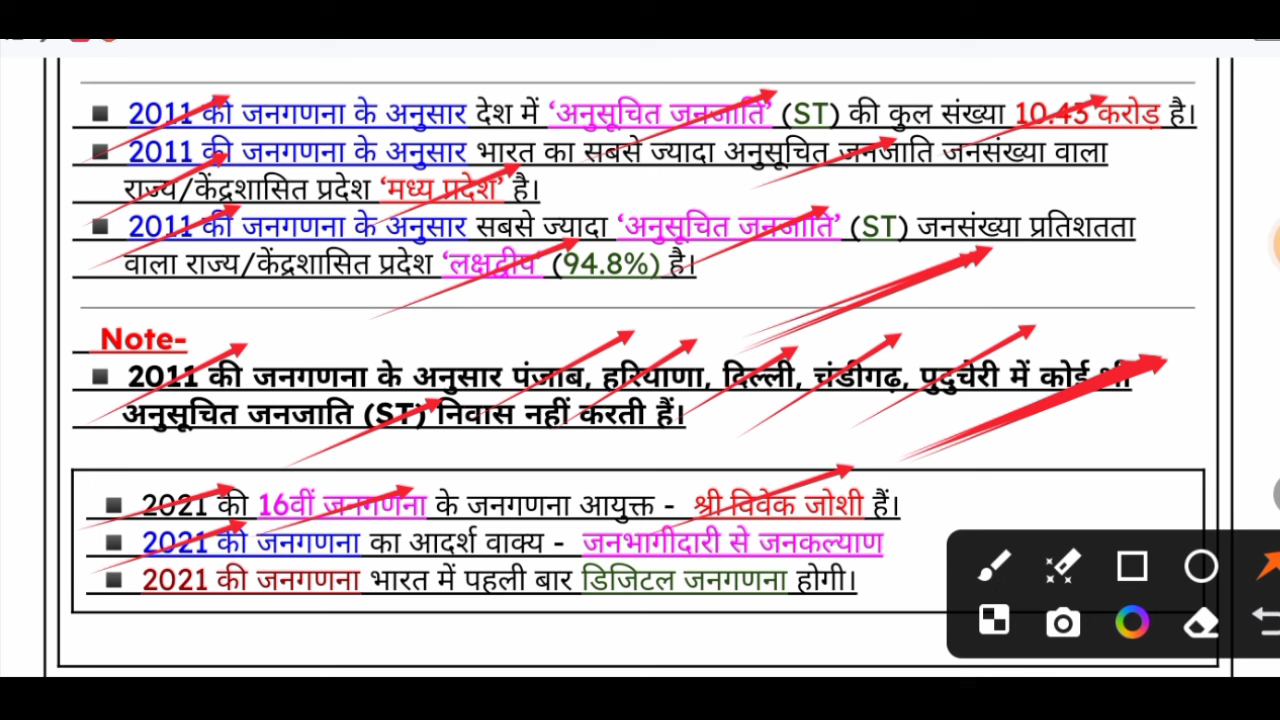 ▪ 2011 की जनगणना के अनुसार देश में ‘अनुसूचित जनजाति’ (ST) की कुल संख्या 10.43 करोड़ है।
▪ 2011 की जनगणना के अनुसार भारत का सबसे ज्यादा अनुसूचित जनजाति जनसंख्या वाला
राज्य/केंद्रशासित प्रदेश ‘मध्य प्रदेश’ है।
▪ 2011 की जनगणना के अनुसार सबसे ज्यादा ‘अनुसूचित जनजाति’ (ST) जनसंख्या प्रतिशतता
वाला राज्य/केंद्रशासित प्रदेश ‘लक्षद्वीप’ (94.8%) है।
Note-
▪ 2011 की जनगणना के अनुसार पंजाब, हरियाणा, दिल्ली, चंडीगढ़, पुदुचेरी में कोई भी
अनुसूचित जनजाति (ST) निवास नहीं करती हैं।
▪ 2021 की 16वीं जनगणना के जनगणना आयुक्त - श्री विवेक जोशी हैं।
▪ 2021 की जनगणना का आदर्श वाक्य - जनभागीदारी से जनकल्याण
▪ 2021 की जनगणना भारत में पहली बार डिजिटल जनगणना होगी।